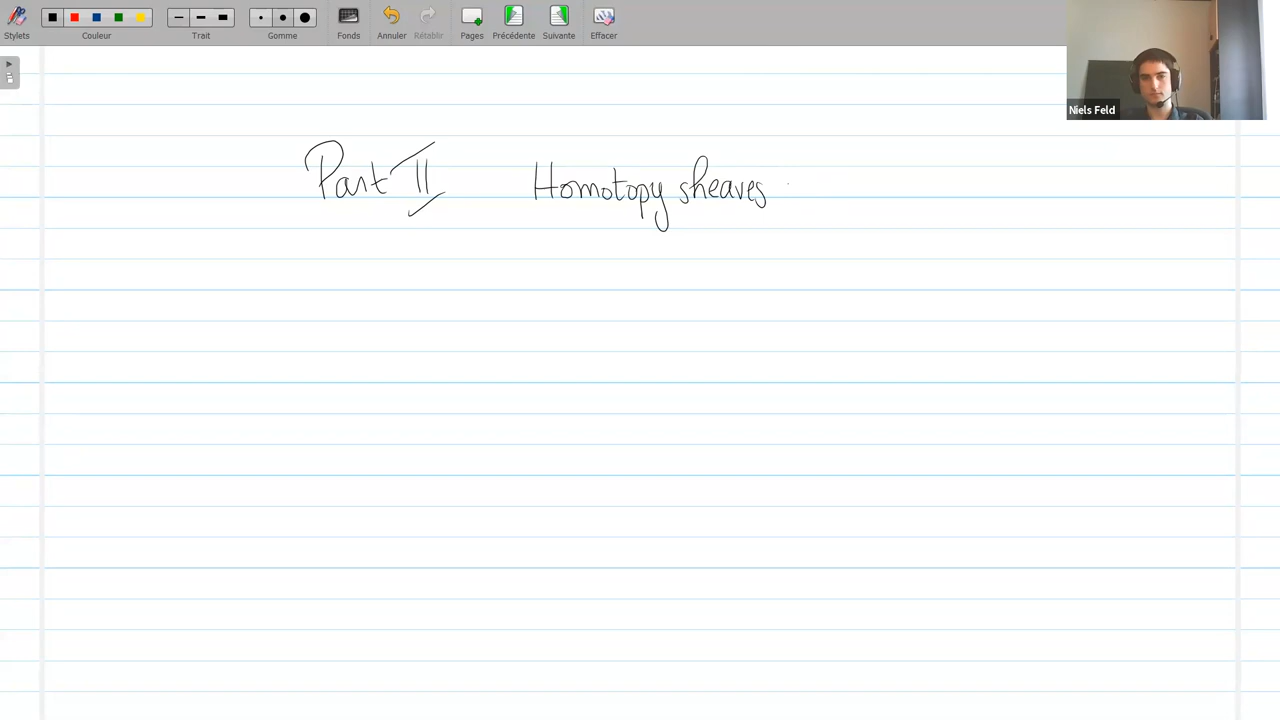 Stylets
Couleur
Trait
Gomme
Fonds
Annuler
Rétablir
Pages
Précédente
Suivante
Effacer
Niels Feld
Part II Homotopy sheaves